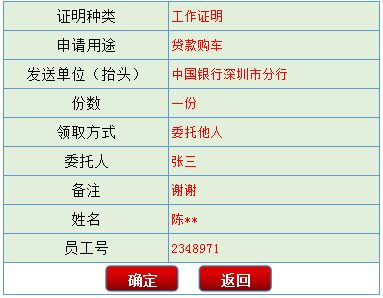 证明种类 工作证明
申请用途 贷款购车
发送单位（抬头） 中国银行深圳市分行
份数 一份
领取方式 委托他人
委托人 张三
备注 谢谢
姓名 陈**
员工号 2348971
确定 返回